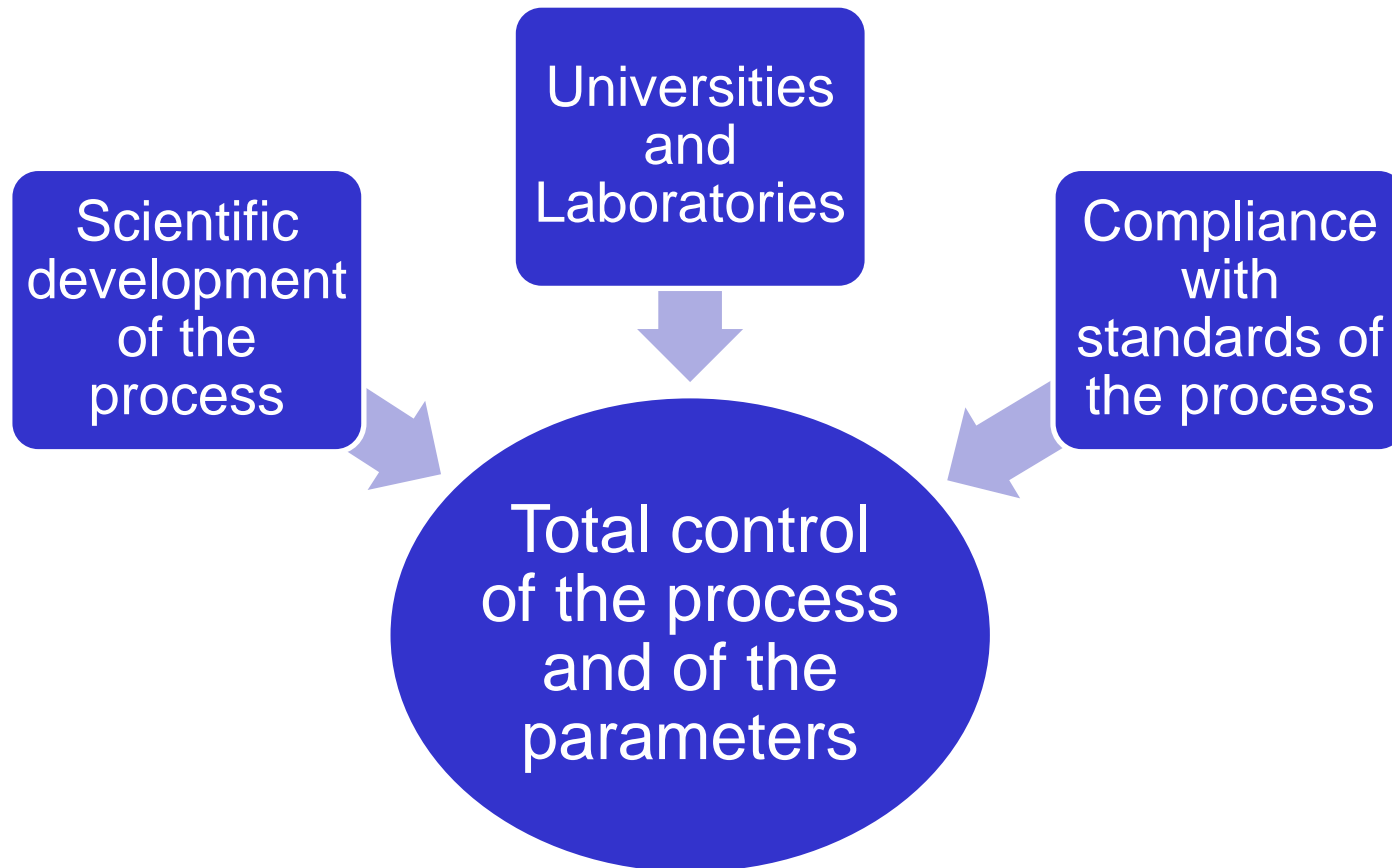 Universities
and
Laboratories
Scientific
development
of the
process
Compliance
with
standards of
the process
Total control
of the process
and of the
parameters